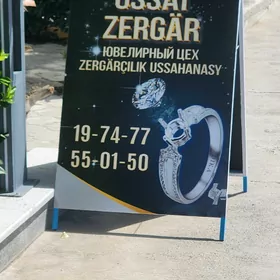 USSAT
ZERGÄR
ЮВЕЛИРНЫЙ ЦЕХ
ZERGÄRÇILIK USSAHANASY
19-74-77
55-01-50